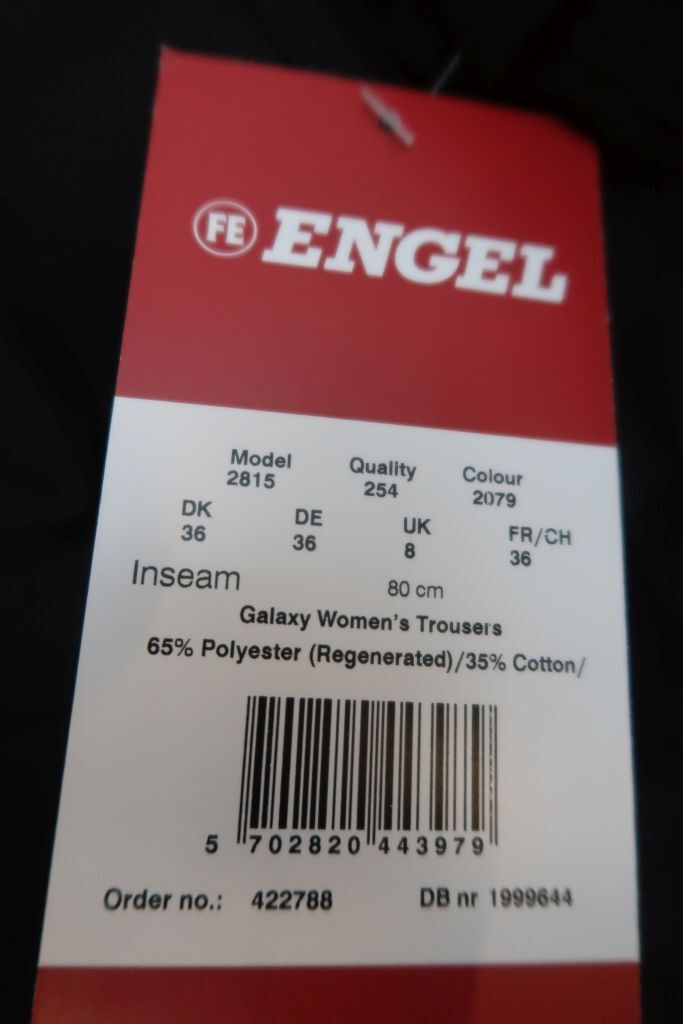 FE ENGEL
Model Quality Colour
2815 254 2079
DK DE UK FR/CH
36 36 8 36
Inseam 80 cm
Galaxy Women's Trousers
65% Polyester (Regenerated)/35% Cotton/
5 702820 443979
Order no.: 422788 DB nr 1999644